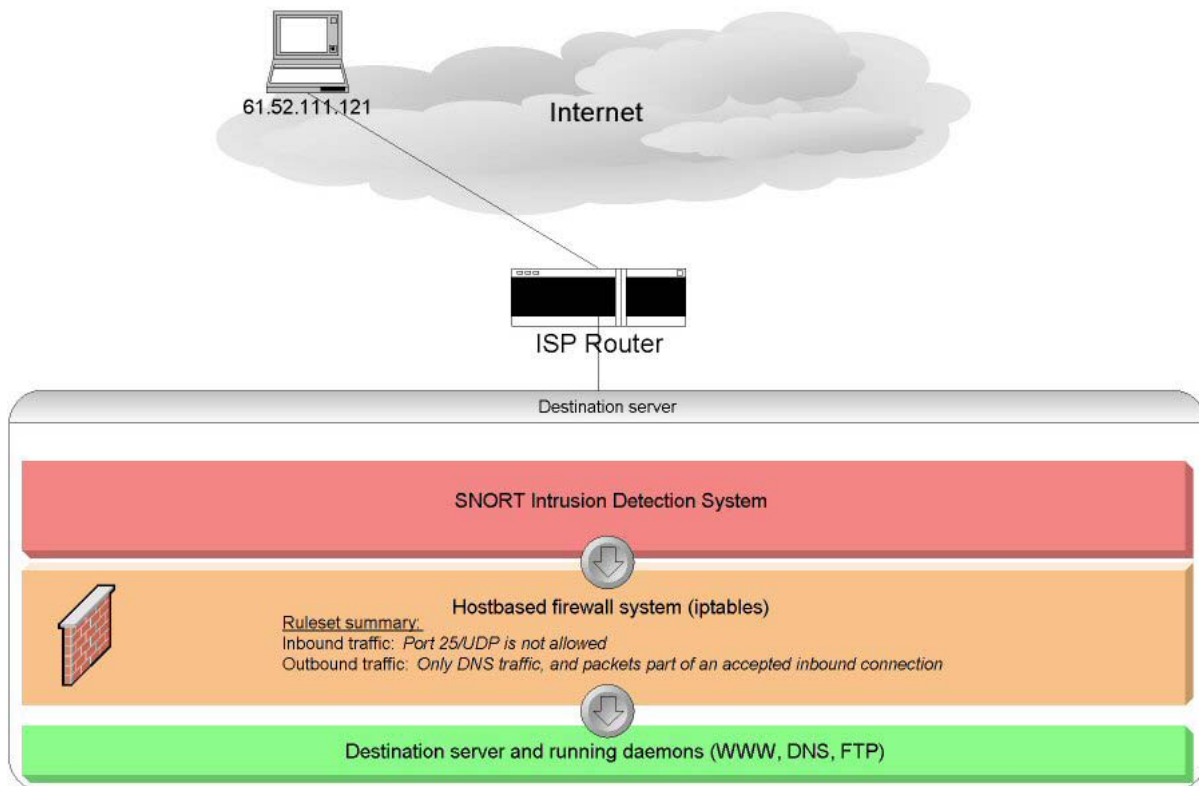 61.52.111.121
Internet
ISP Router
Destination server
SNORT Intrusion Detection System
Hostbased firewall system (iptables)
Ruleset summary:
Inbound traffic: Port 25/UDP is not allowed
Outbound traffic: Only DNS traffic, and packets part of an accepted inbound connection
Destination server and running daemons (WWW, DNS, FTP)